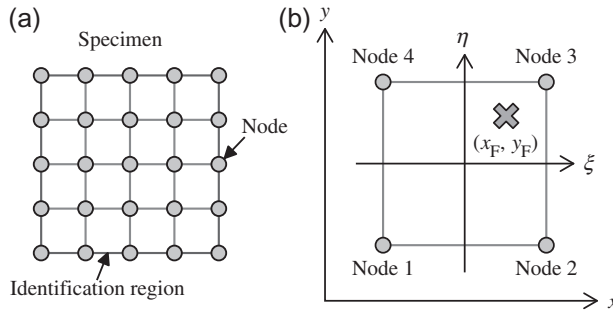 (a)
Specimen
Node
Identification region
(b)
y
η
Node 4
Node 3
(x_F, y_F)
ξ
Node 1
Node 2
x